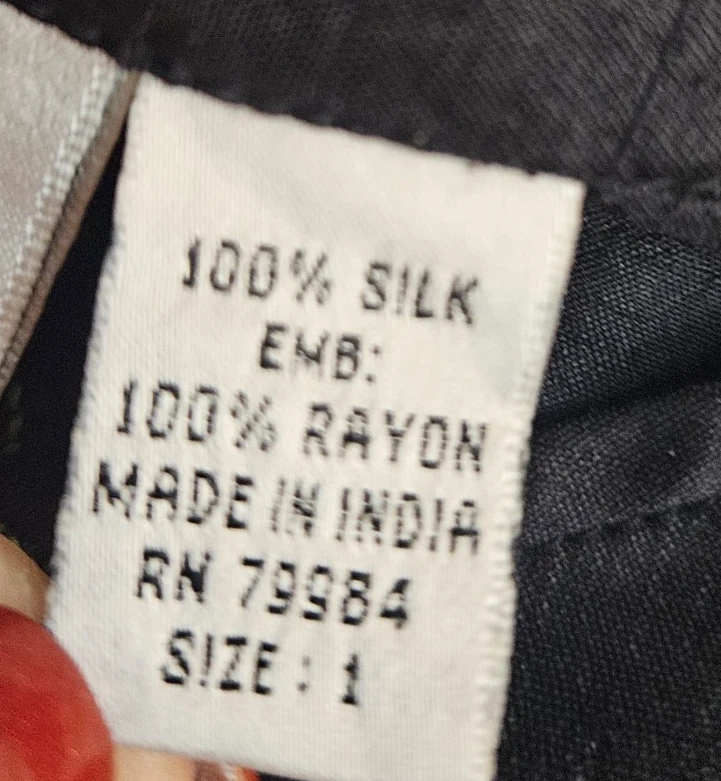 100% SILK
EMB:
100% RAYON
MADE IN INDIA
RN 79984
SIZE: 1